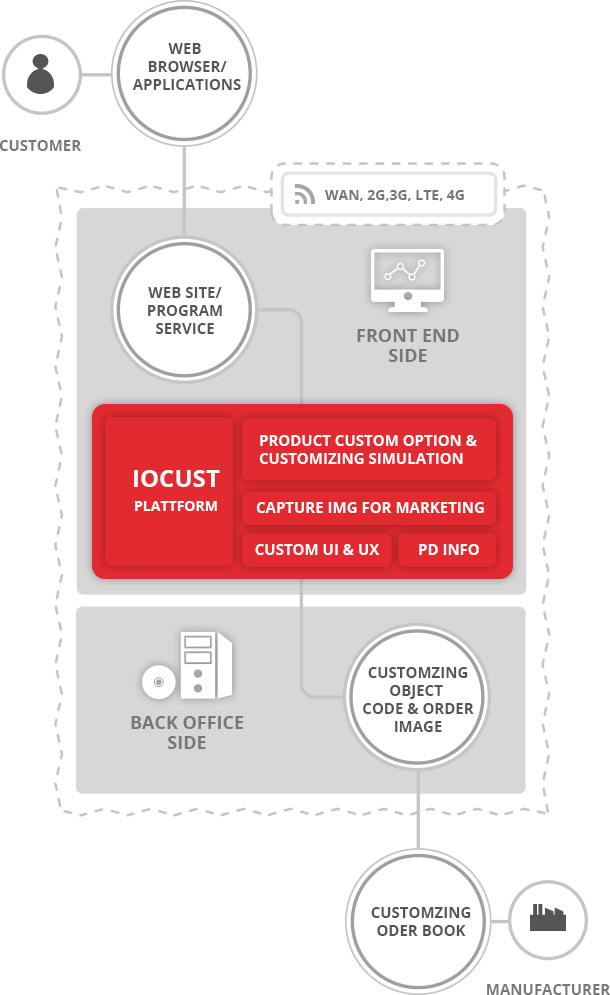 WEB
BROWSER/
APPLICATIONS
CUSTOMER
WAN, 2G,3G, LTE, 4G
WEB SITE/
PROGRAM
SERVICE
FRONT END
SIDE
IOCUST
PLATTFORM
PRODUCT CUSTOM OPTION &
CUSTOMIZING SIMULATION
CAPTURE IMG FOR MARKETING
CUSTOM UI & UX
PD INFO
BACK OFFICE
SIDE
CUSTOMZING
OBJECT
CODE & ORDER
IMAGE
CUSTOMZING
ODER BOOK
MANUFACTURER